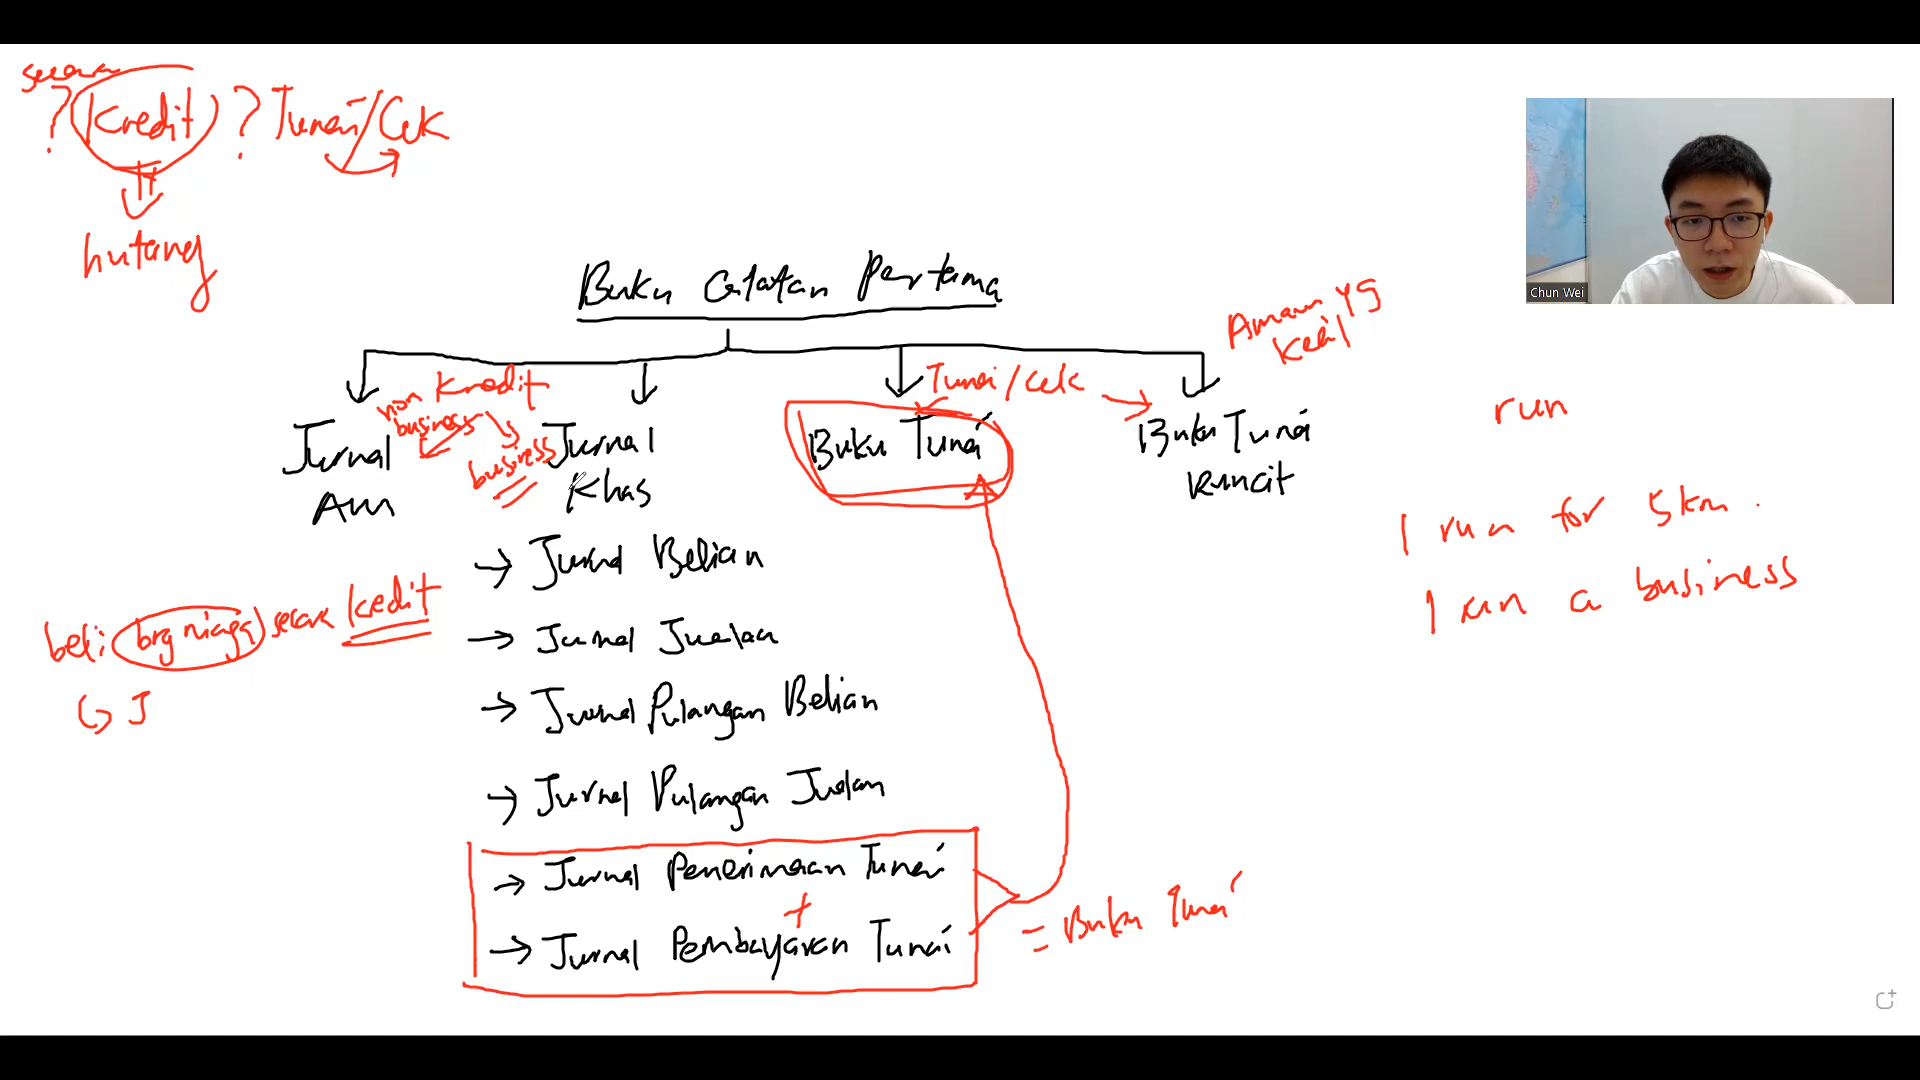 secara
? Kredit ? Tunai/Cek
hutang
Chun Wei
Buku Catatan Pertama
Amaun yg
kecil
non Kredit
business
business
Tunai/cek
Jurnal
Am
Jurnal
Khas
Buku Tunai
Buku Tunai
Runcit
run
I run for 5km.
I run a business
→ Jurnal Belian
beli brg niaga secara kredit
→ Jurnal Jualan
→ Jurnal Pulangan Belian
↳ J
→ Jurnal Pulangan Jualan
→ Jurnal Penerimaan Tunai
+
→ Jurnal Pembayaran Tunai
= Buku Tunai